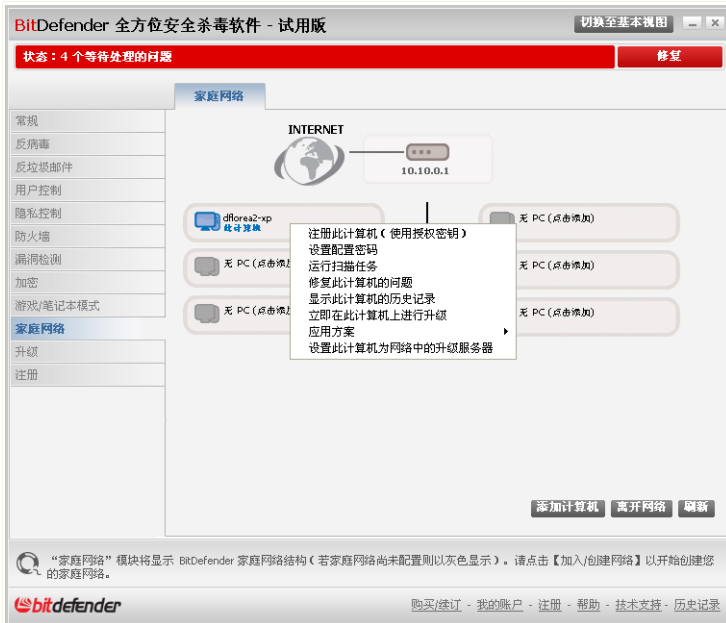 BitDefender 全方位安全杀毒软件 - 试用版
切换至基本视图
状态：4 个等待处理的问题
修复
家庭网络
常规
反病毒
反垃圾邮件
用户控制
隐私控制
防火墙
漏洞检测
加密
游戏/笔记本模式
家庭网络
升级
注册
INTERNET
10.10.0.1
dflorea2-xp
此计算机
无 PC (点击添加)
无 PC (点击添加)
无 PC (点击添加)
无 PC (点击添
无 PC (点击添
注册此计算机（使用授权密钥）
设置配置密码
运行扫描任务
修复此计算机的问题
显示此计算机的历史记录
立即在此计算机上进行升级
应用方案
设置此计算机为网络中的升级服务器
添加计算机
离开网络
刷新
“家庭网络”模块将显示 BitDefender 家庭网络结构（若家庭网络尚未配置则以灰色显示）。请点击【加入/创建网络】以开始创建您
的家庭网络。
bitdefender
购买/续订 - 我的账户 - 注册 - 帮助 - 技术支持 - 历史记录